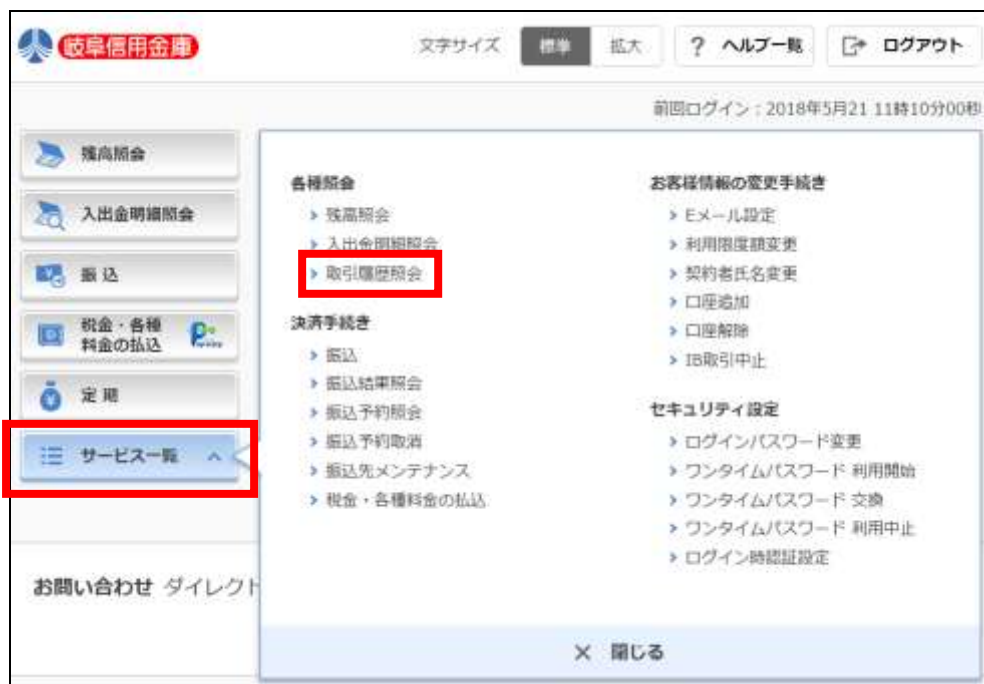 岐阜信用金庫
文字サイズ 標準 拡大 ? ヘルプ一覧 ログアウト
前回ログイン：2018年5月21 11時10分00秒
残高照会
入出金明細照会
振込
税金・各種
料金の払込
定期
サービス一覧
各種照会
残高照会
入出金明細照会
取引履歴照会
決済手続き
振込
振込結果照会
振込予約照会
振込予約取消
振込先メンテナンス
税金・各種料金の払込
お客様情報の変更手続き
Eメール設定
利用限度額変更
契約者氏名変更
口座追加
口座解除
IB取引中止
セキュリティ設定
ログインパスワード変更
ワンタイムパスワード 利用開始
ワンタイムパスワード 交換
ワンタイムパスワード 利用中止
ログイン時認証設定
お問い合わせ ダイレクト
× 閉じる